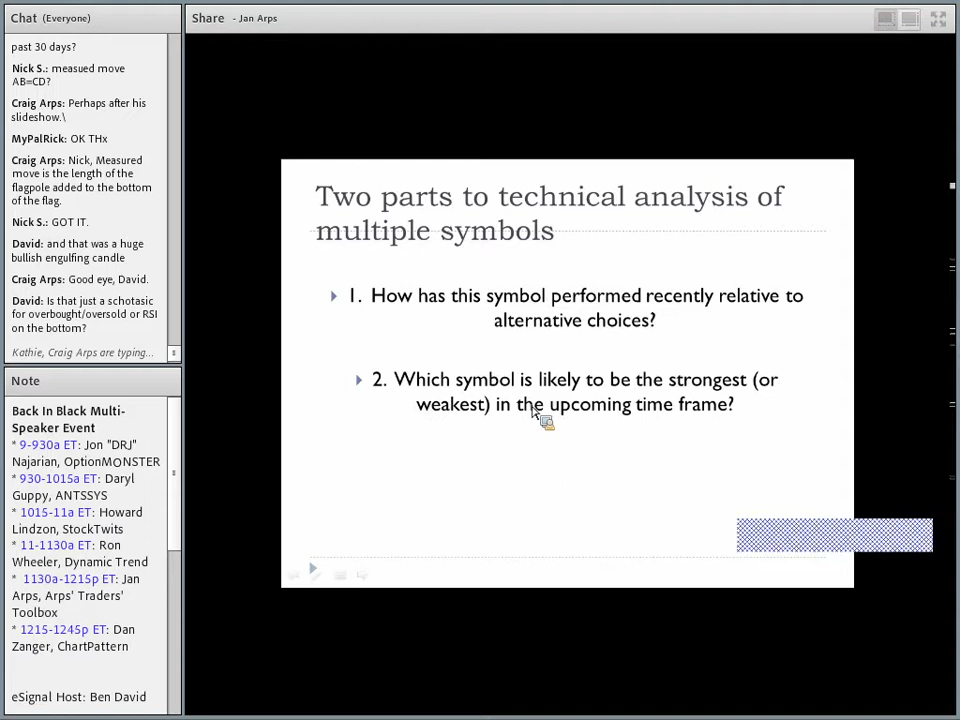 Chat (Everyone)
past 30 days?
Nick S.: measued move
AB=CD?
Craig Arps: Perhaps after his
slideshow.\
MyPalRick: OK THx
Craig Arps: Nick, Measured
move is the length of the
flagpole added to the bottom
of the flag.
Nick S.: GOT IT.
David: and that was a huge
bullish engulfing candle
Craig Arps: Good eye, David.
David: Is that just a schotasic
for overbought/oversold or RSI
on the bottom?
Kathie, Craig Arps are typing...
Note
Back In Black Multi-
Speaker Event
* 9-930a ET: Jon "DRJ"
Najarian, OptionMONSTER
* 930-1015a ET: Daryl
Guppy, ANTSSYS
* 1015-11a ET: Howard
Lindzon, StockTwits
* 11-1130a ET: Ron
Wheeler, Dynamic Trend
* 1130a-1215p ET: Jan
Arps, Arps' Traders'
Toolbox
* 1215-1245p ET: Dan
Zanger, ChartPattern
eSignal Host: Ben David
Share - Jan Arps
Two parts to technical analysis of
multiple symbols
1. How has this symbol performed recently relative to
alternative choices?
2. Which symbol is likely to be the strongest (or
weakest) in the upcoming time frame?